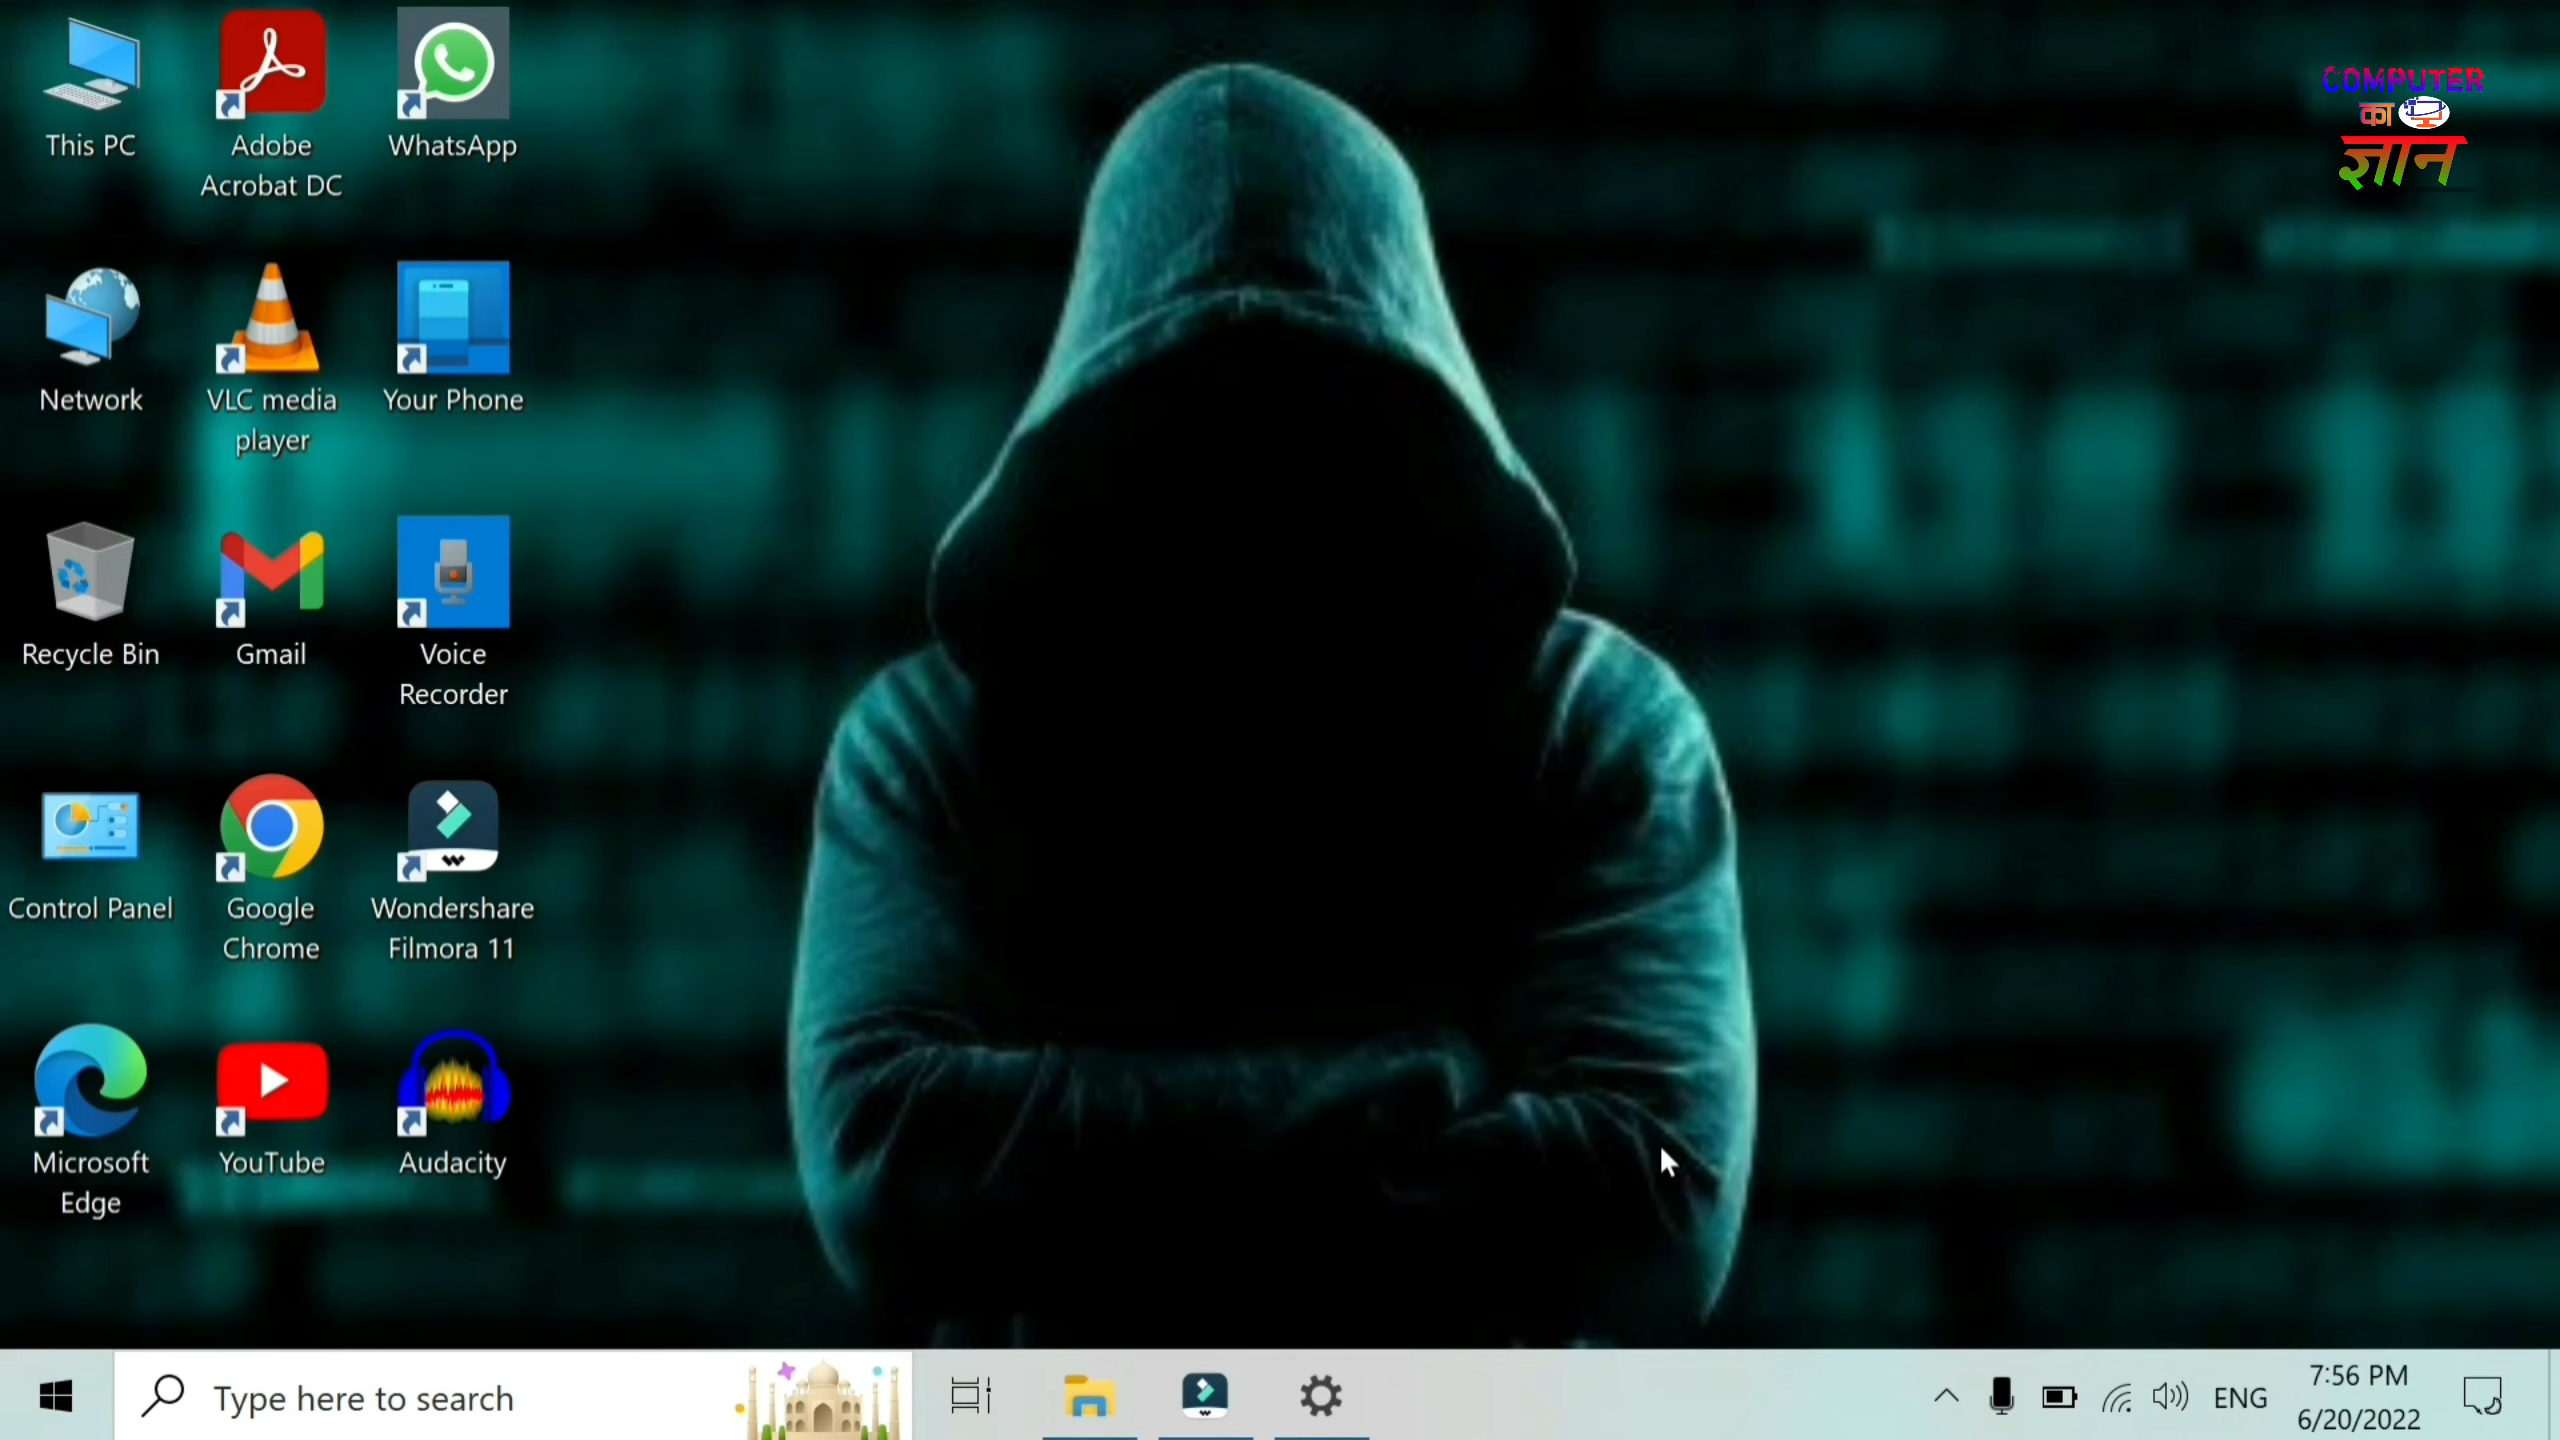 This PC
Adobe
Acrobat DC
WhatsApp
COMPUTER
का
ज्ञान
Network
VLC media
player
Your Phone
Recycle Bin
Gmail
Voice
Recorder
Control Panel
Google
Chrome
Wondershare
Filmora 11
Microsoft
Edge
YouTube
Audacity
Type here to search
ENG
7:56 PM
6/20/2022